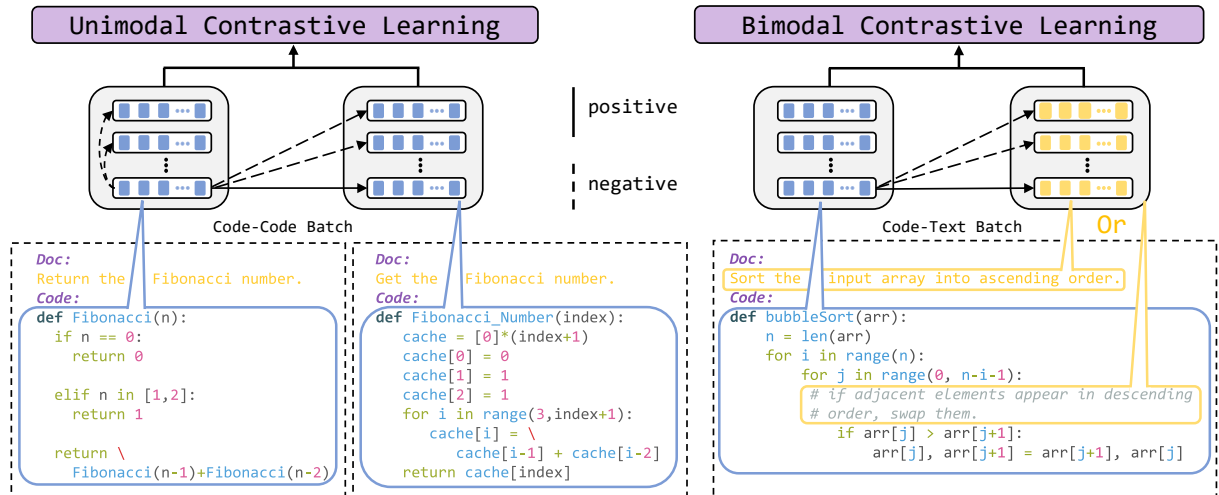 Unimodal Contrastive Learning
Bimodal Contrastive Learning
positive
negative
Code-Code Batch
Code-Text Batch
Or
Doc:
Return the Fibonacci number.
Code:
def Fibonacci(n):
if n == 0:
return 0
elif n in [1,2]:
return 1
return \
Fibonacci(n-1)+Fibonacci(n-2)
Doc:
Get the Fibonacci number.
Code:
def Fibonacci_Number(index):
cache = [0]*(index+1)
cache[0] = 0
cache[1] = 1
cache[2] = 1
for i in range(3,index+1):
cache[i] = \
cache[i-1] + cache[i-2]
return cache[index]
Doc:
Sort the input array into ascending order.
Code:
def bubbleSort(arr):
n = len(arr)
for i in range(n):
for j in range(0, n-i-1):
# if adjacent elements appear in descending
# order, swap them.
if arr[j] > arr[j+1]:
arr[j], arr[j+1] = arr[j+1], arr[j]